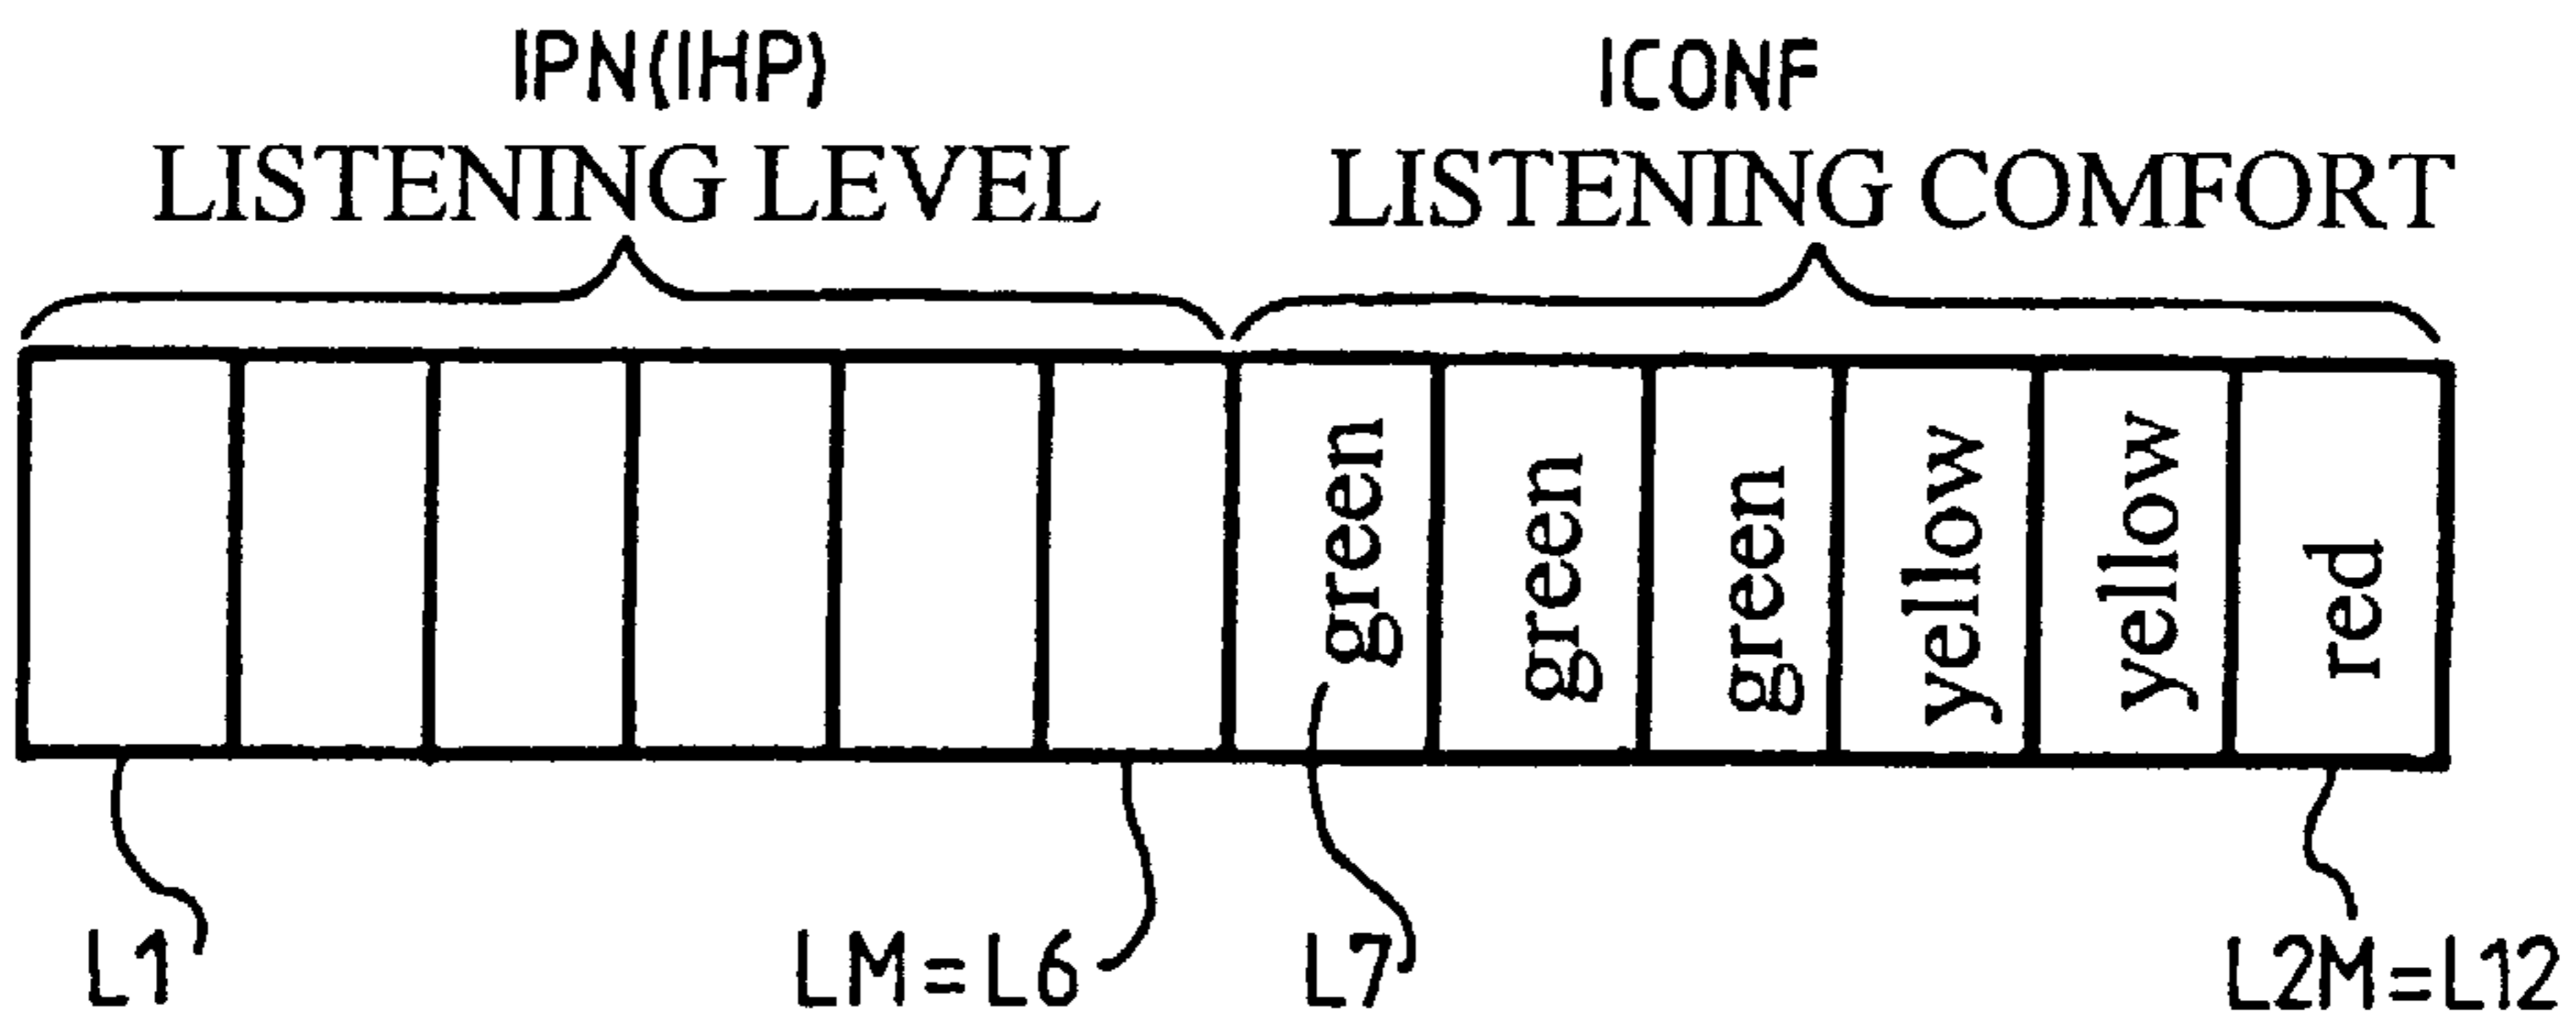 IPN(IHP) ICONF
LISTENING LEVEL LISTENING COMFORT
green green green yellow yellow red
L1 LM=L6 L7 L2M=L12